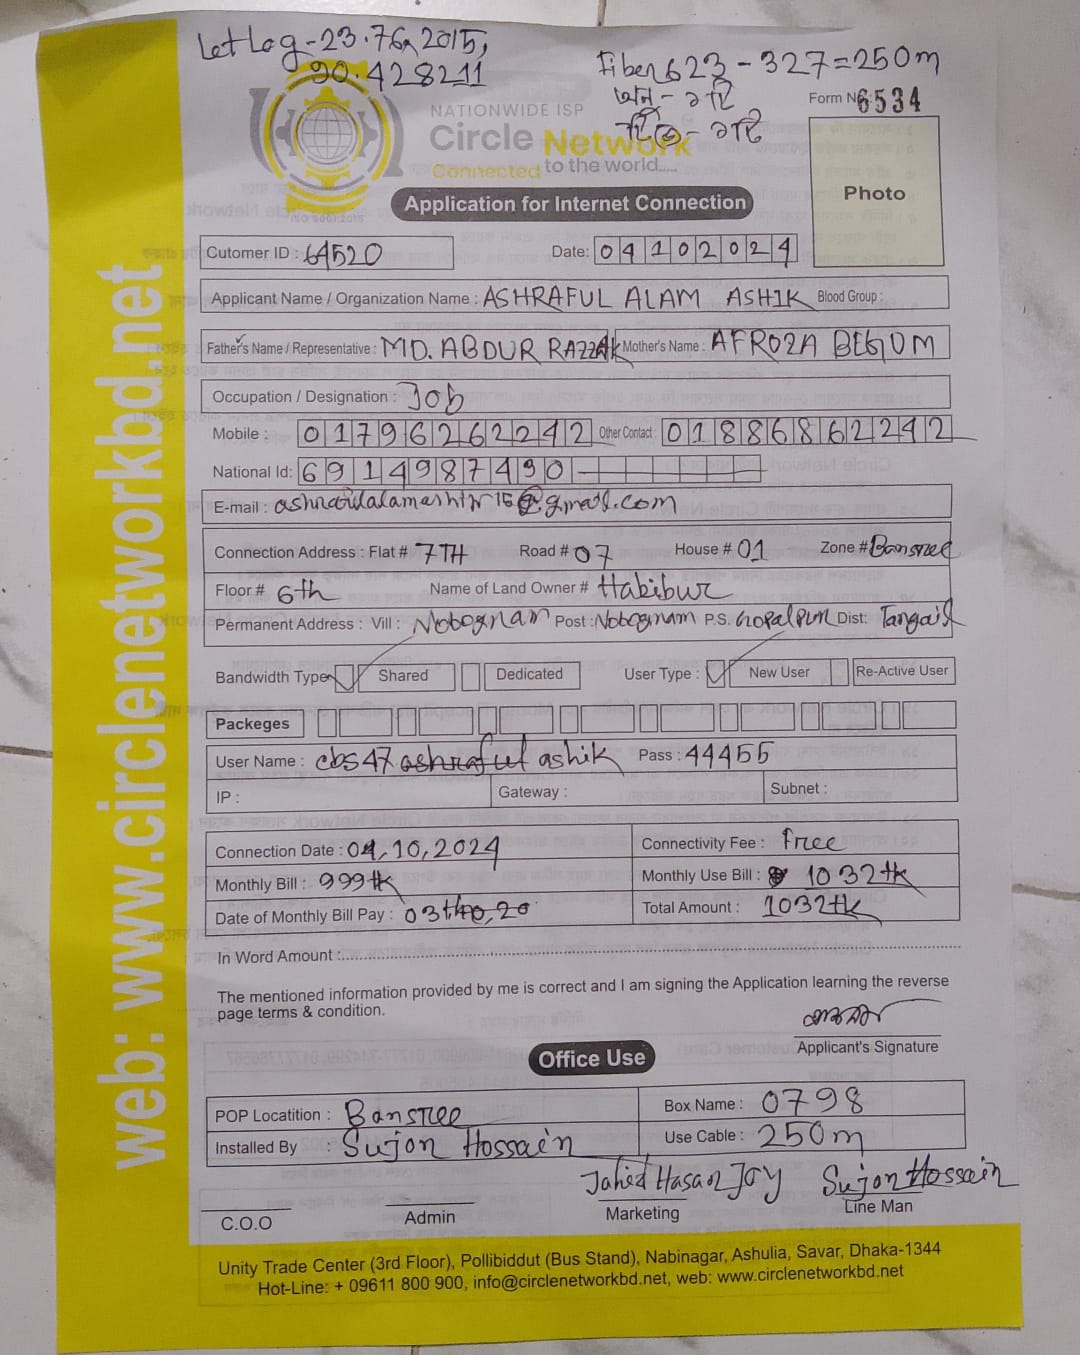 Let Log - 23.762015,
90.428211
Fiber 623 - 327 = 250m
অনু - ২টি
- ২টি
NATIONWIDE ISP
Circle Network
Connected to the world.....
ISO 9001:2015
Form No 6534
Photo
Application for Internet Connection
Cutomer ID : 64520
Date: 04102024
Applicant Name / Organization Name : ASHRAFUL ALAM ASHIK Blood Group :
Father's Name / Representative : MD. ABDUR RAZZAK Mother's Name : AFROZA BEGUM
Occupation / Designation : Job
Mobile : 01796262242 Other Contact : 01886862242
National Id: 6914987490
E-mail : @gmail.com
Connection Address : Flat # 7TH Road # 07 House # 01 Zone # Bansree
Floor # 6th Name of Land Owner # Habibur
Permanent Address : Vill : Nobogram Post : Nobogram P.S. Gopalpur Dist: Tangail
Bandwidth Type Shared Dedicated User Type : New User Re-Active User
Packeges
User Name : cbs47 ashraful ashik Pass : 44455
IP : Gateway : Subnet :
Connection Date : 04,10,2024 Connectivity Fee : free
Monthly Bill : 999tk Monthly Use Bill : 1032tk
Date of Monthly Bill Pay : 03 Total Amount : 1032tk
In Word Amount :
The mentioned information provided by me is correct and I am signing the Application learning the reverse
page terms & condition.
Applicant's Signature
Office Use
POP Locatition : Bansree Box Name : 0798
Installed By : Sujon Hossain Use Cable : 250m
Jahid Hasan Joy Sujon Hossain
C.O.O Admin Marketing Line Man
Unity Trade Center (3rd Floor), Pollibiddut (Bus Stand), Nabinagar, Ashulia, Savar, Dhaka-1344
Hot-Line: + 09611 800 900, info@circlenetworkbd.net, web: www.circlenetworkbd.net
web: www.circlenetworkbd.net